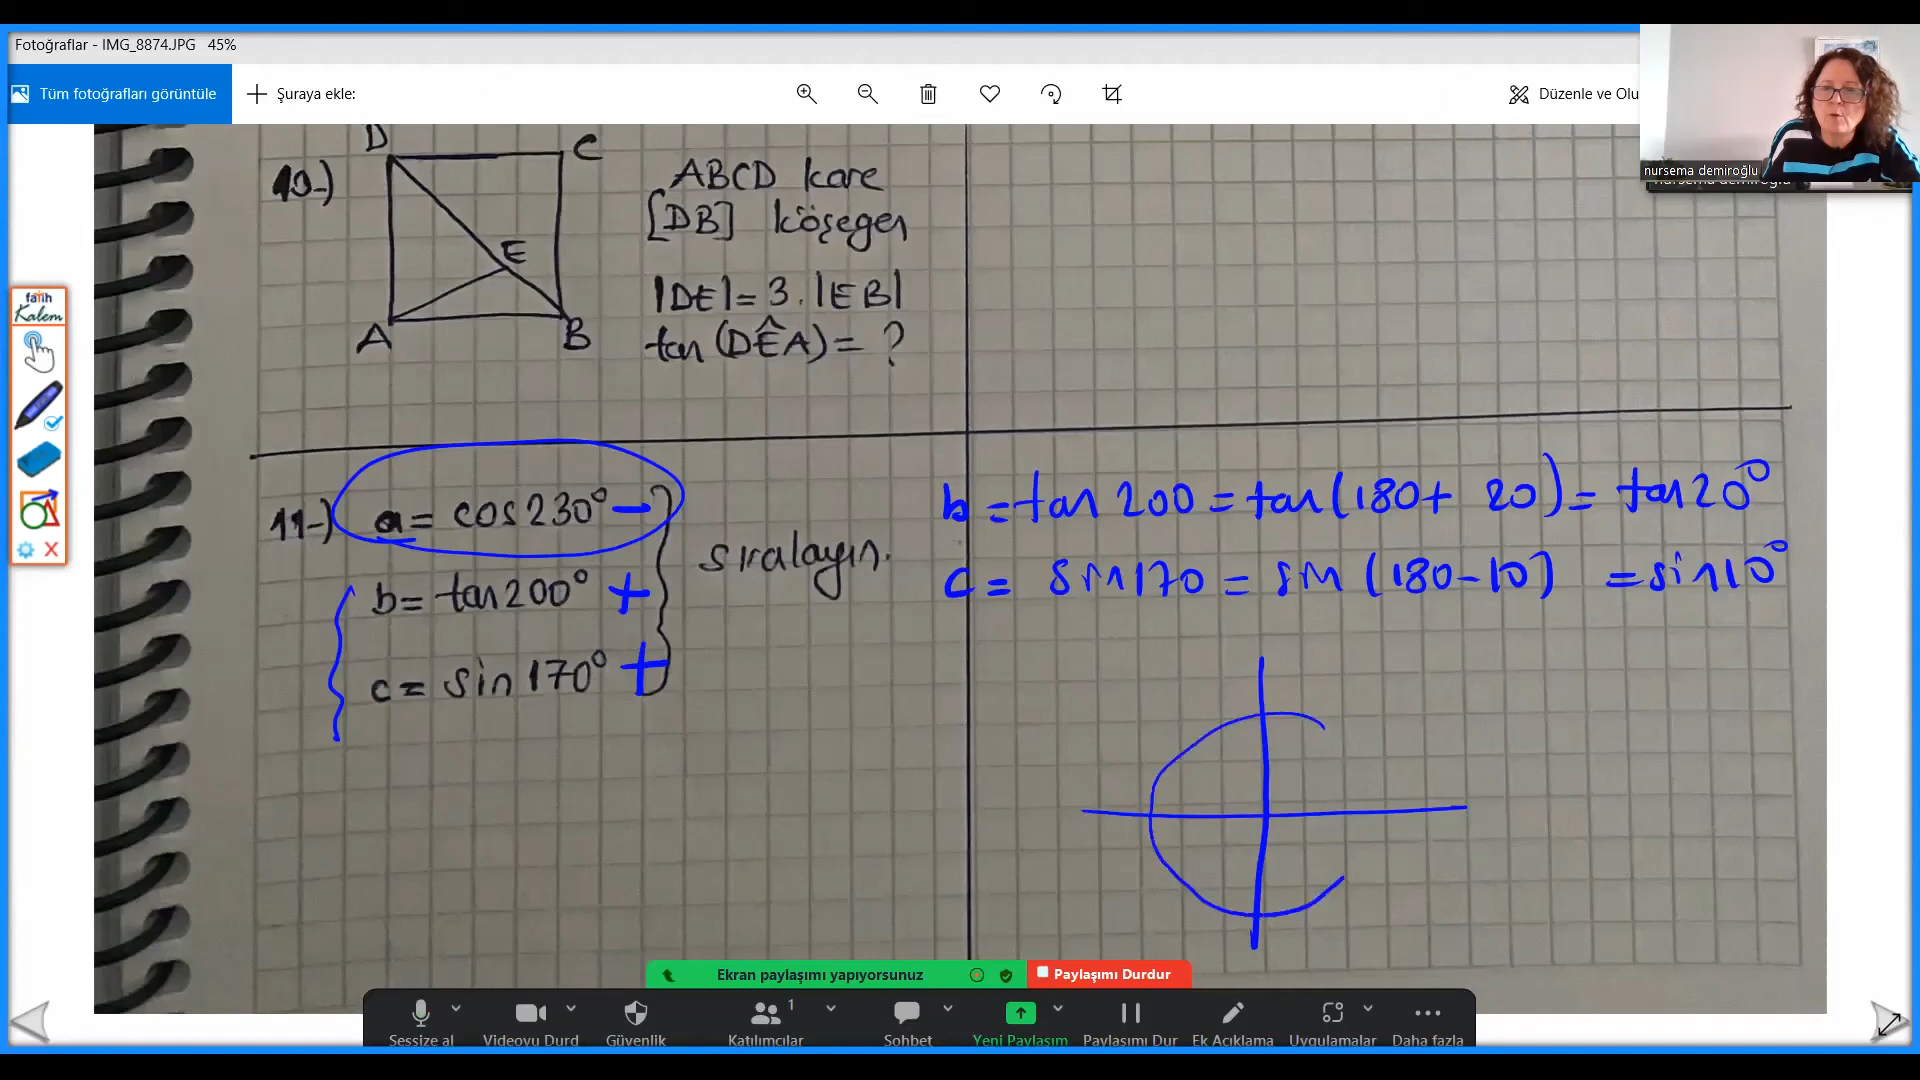 Fotoğraflar - IMG_8874.JPG 45%
Tüm fotoğrafları görüntüle
Şuraya ekle:
Düzenle ve Olu
nursema demiroğlu
10-)
D
C
E
A
B
ABCD kare
[DB] köşegen
|DE| = 3 . |EB|
tan (DÊA) = ?
fatih
Kalem
11-) a = cos230° -
b = tan200° +
c = sin170° +
sıralayın.
b = tan 200 = tan(180+ 20) = tan20°
c = sin170 = sin (180-10) = sin10°
Ekran paylaşımı yapıyorsunuz
Paylaşımı Durdur
Sessize al
Videoyu Durd
Güvenlik
1
Katılımcılar
Sohbet
Yeni Paylaşım
Paylaşımı Dur
Ek Açıklama
Uygulamalar
Daha fazla